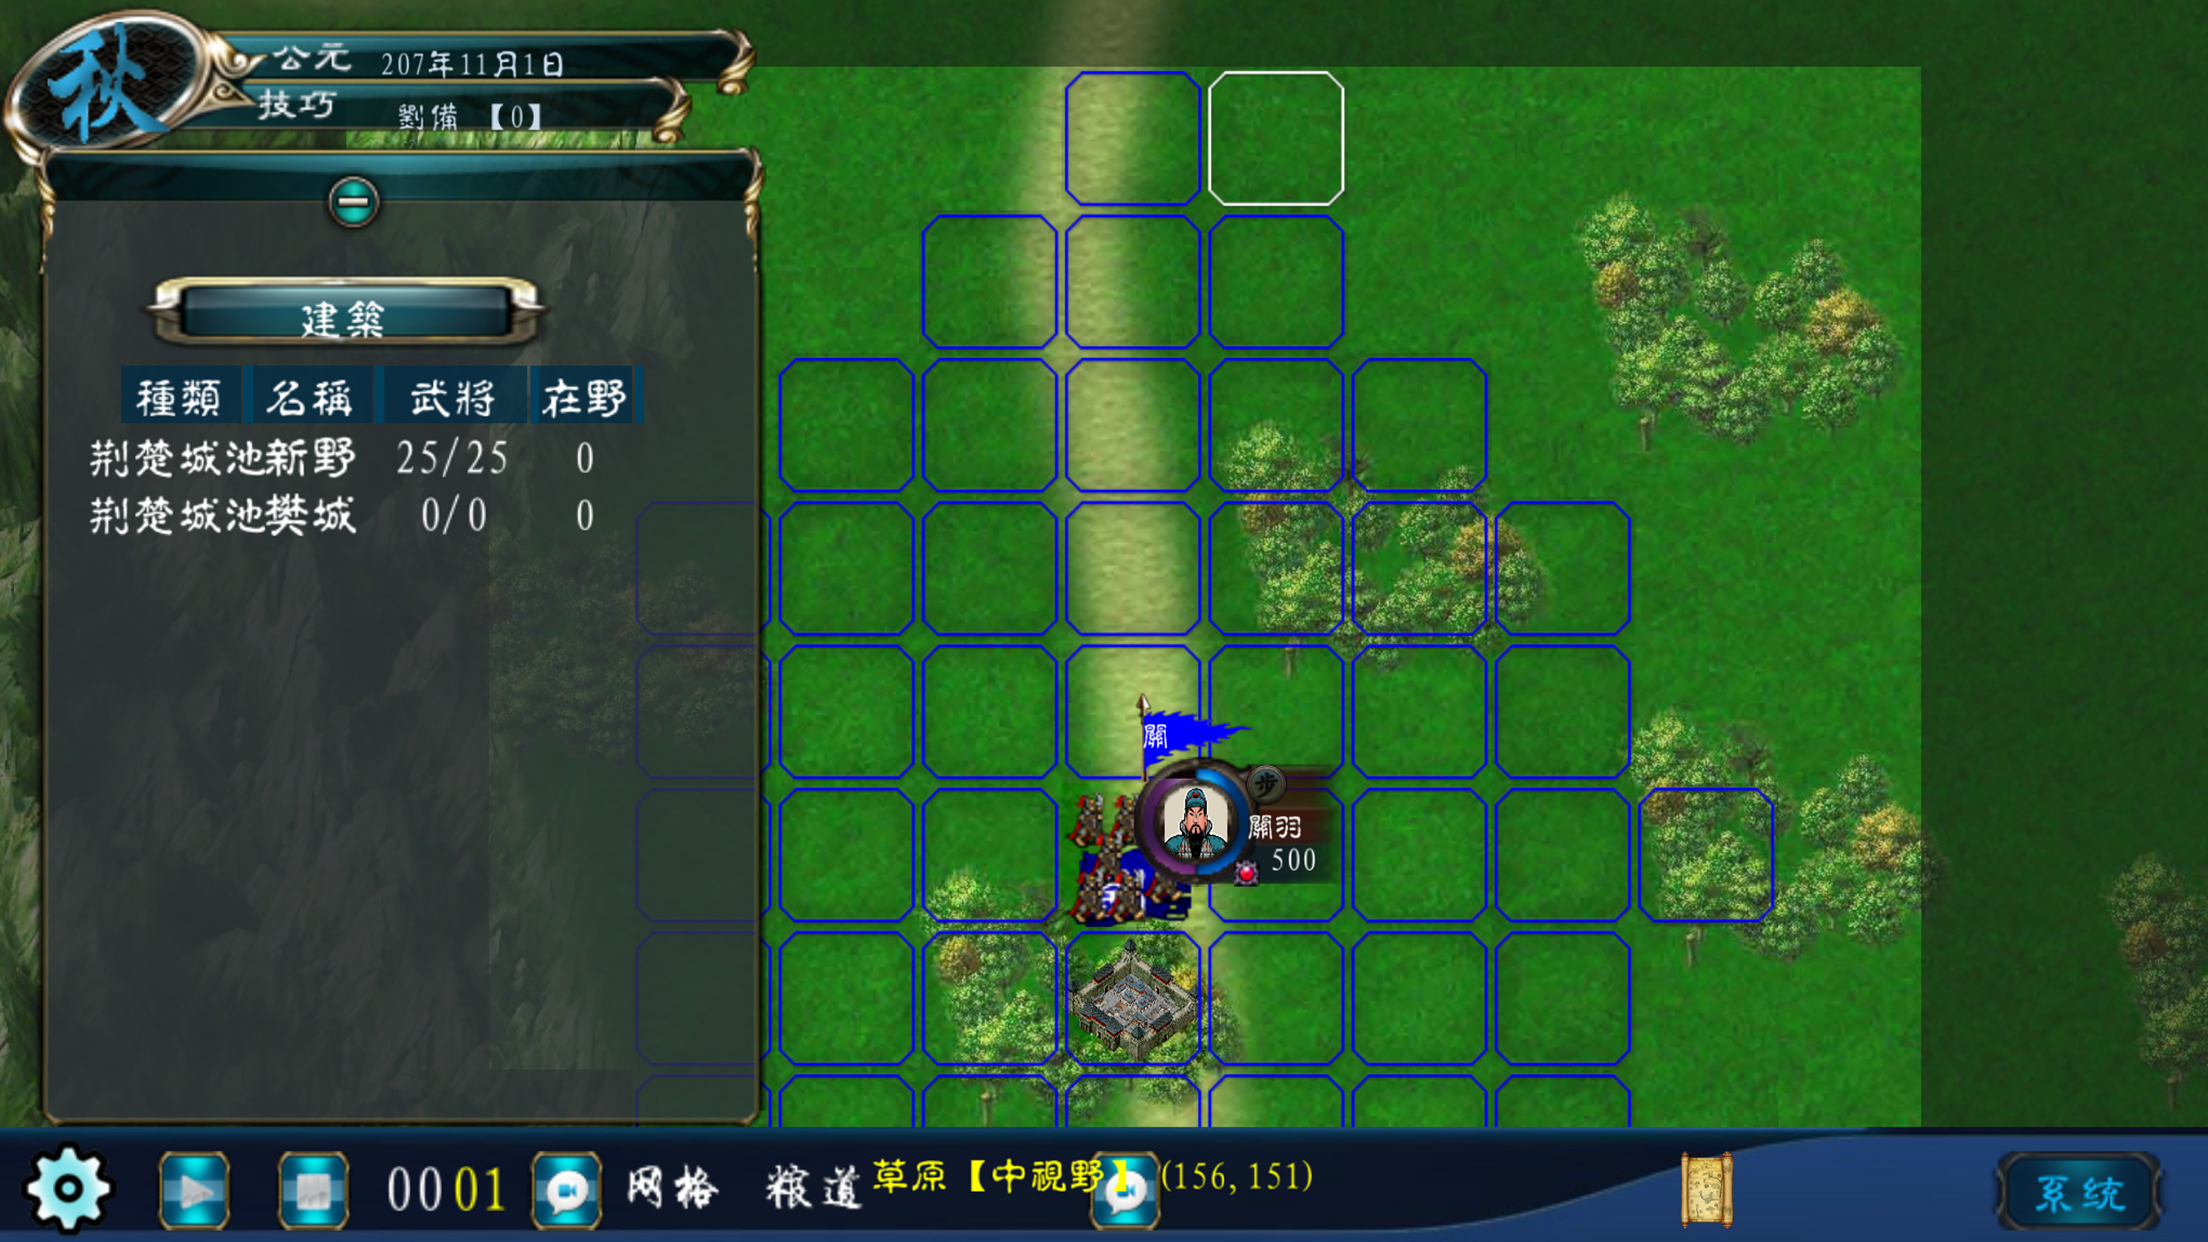 秋
公元 207年11月1日
技巧 劉備 【0】
建築
種類 名稱 武將 在野
荆楚城池新野 25/25 0
荆楚城池樊城 0/0 0
關
步
關羽
500
00 01 网格 粮道 草原【中視野】 (156,151) 系统